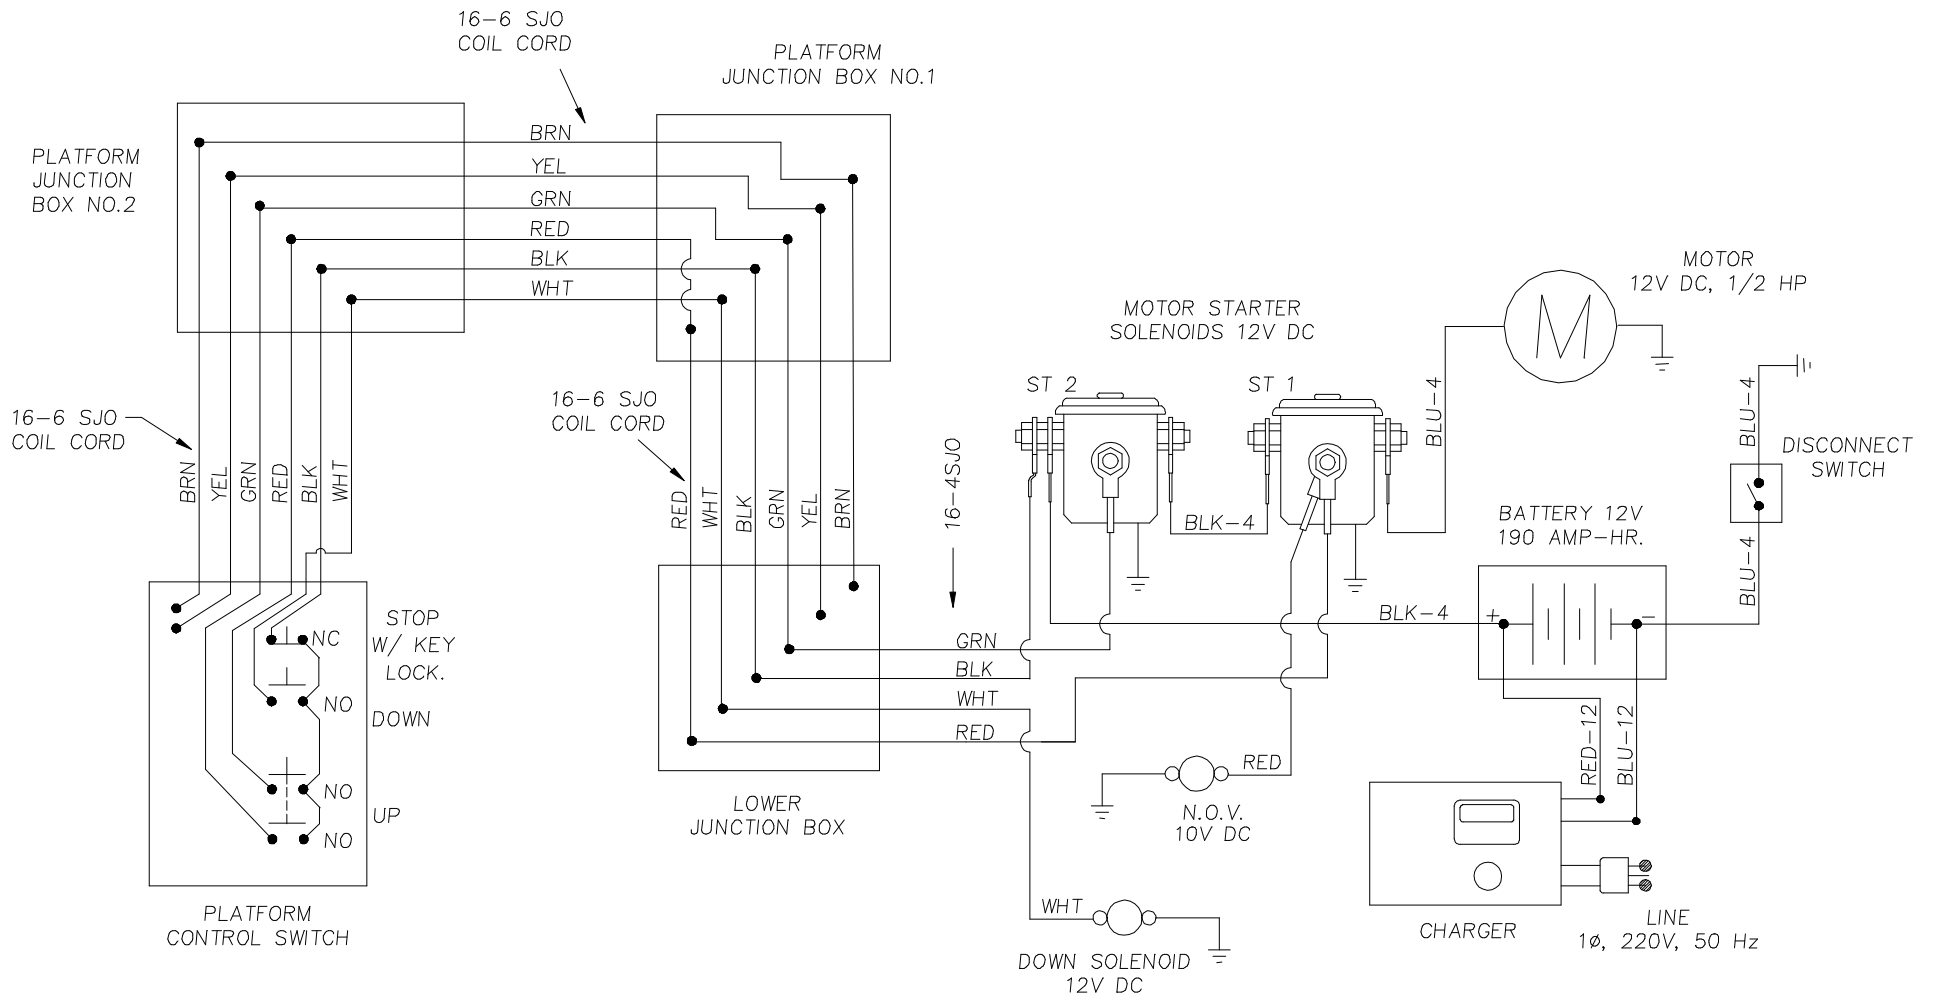 16-6 SJO
COIL CORD
PLATFORM
JUNCTION BOX NO.1
PLATFORM
JUNCTION
BOX NO.2
BRN
YEL
GRN
RED
BLK
WHT
16-6 SJO
COIL CORD
BRN
YEL
GRN
RED
BLK
WHT
16-6 SJO
COIL CORD
RED
WHT
BLK
GRN
YEL
BRN
16-4SJO
MOTOR STARTER
SOLENOIDS 12V DC
ST 2
ST 1
BLK-4
BLU-4
M
MOTOR
12V DC, 1/2 HP
BLU-4
DISCONNECT
SWITCH
BLU-4
BATTERY 12V
190 AMP-HR.
BLK-4
+
-
NC
STOP
W/ KEY
LOCK.
NO
DOWN
NO
UP
NO
PLATFORM
CONTROL SWITCH
GRN
BLK
WHT
RED
LOWER
JUNCTION BOX
RED
N.O.V.
10V DC
WHT
DOWN SOLENOID
12V DC
RED-12
BLU-12
CHARGER
LINE
1ø, 220V, 50 Hz